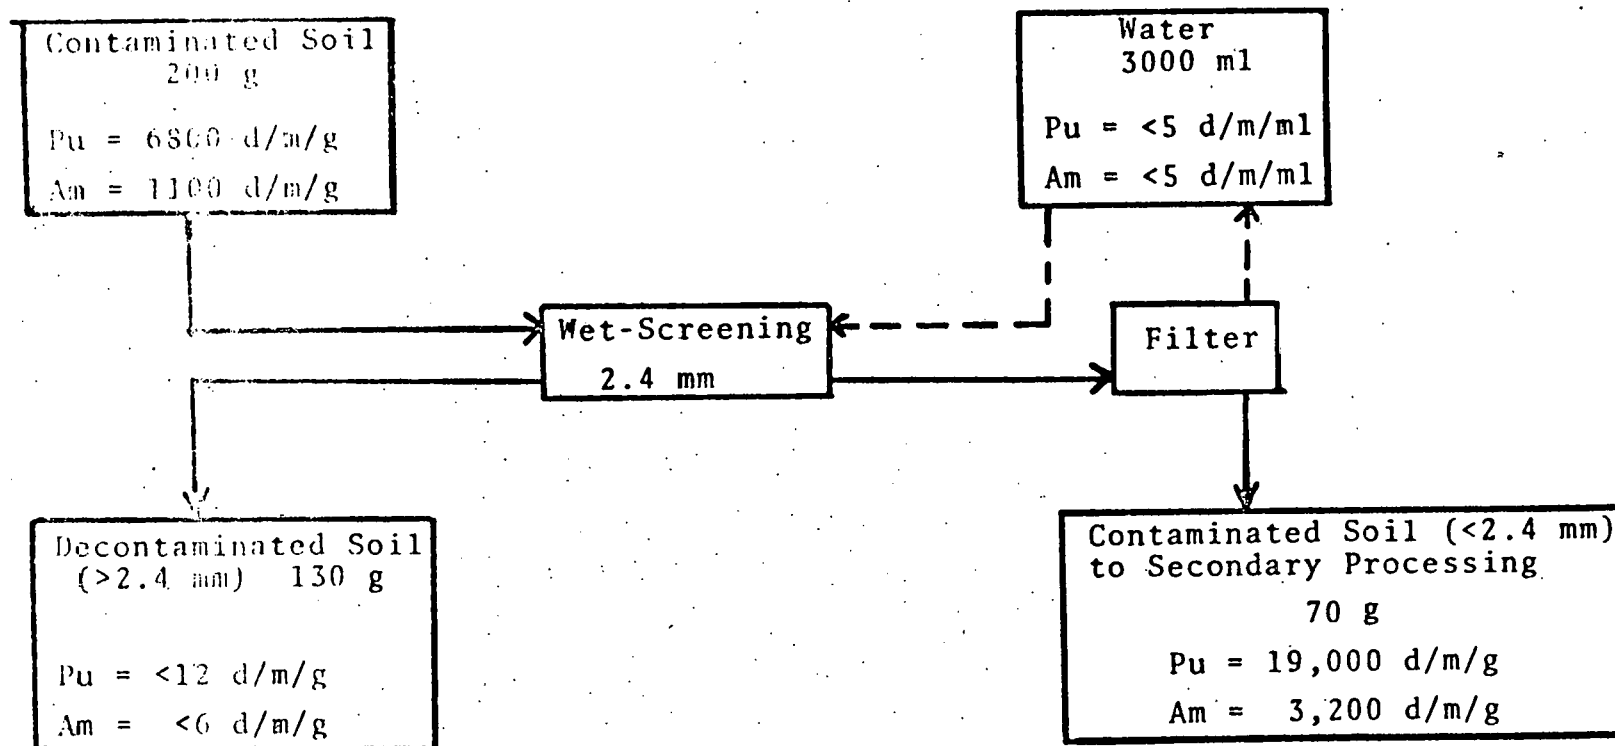 Contaminated Soil
200 g
Pu = 6800 d/m/g
Am = 1100 d/m/g
Water
3000 ml
Pu = <5 d/m/ml
Am = <5 d/m/ml
Wet-Screening
2.4 mm
Filter
Decontaminated Soil
(>2.4 mm) 130 g
Pu = <12 d/m/g
Am = <6 d/m/g
Contaminated Soil (<2.4 mm)
to Secondary Processing
70 g
Pu = 19,000 d/m/g
Am = 3,200 d/m/g